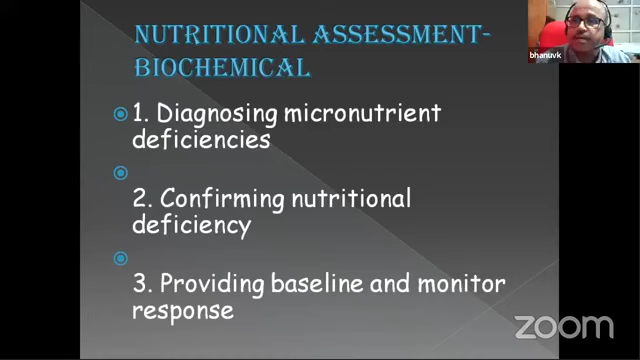 NUTRITIONAL ASSESSMENT-
BIOCHEMICAL
1. Diagnosing micronutrient
deficiencies
2. Confirming nutritional
deficiency
3. Providing baseline and monitor
response
bhanuvk
zoom